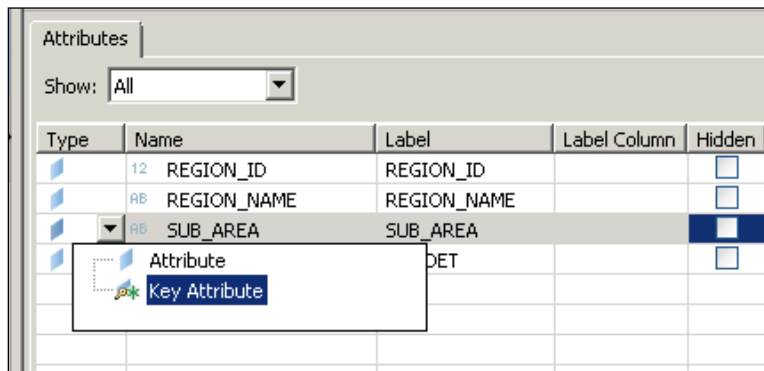 Attributes
Show: All
Type Name Label Label Column Hidden
12 REGION_ID REGION_ID
AB REGION_NAME REGION_NAME
AB SUB_AREA SUB_AREA
Attribute DET
Key Attribute